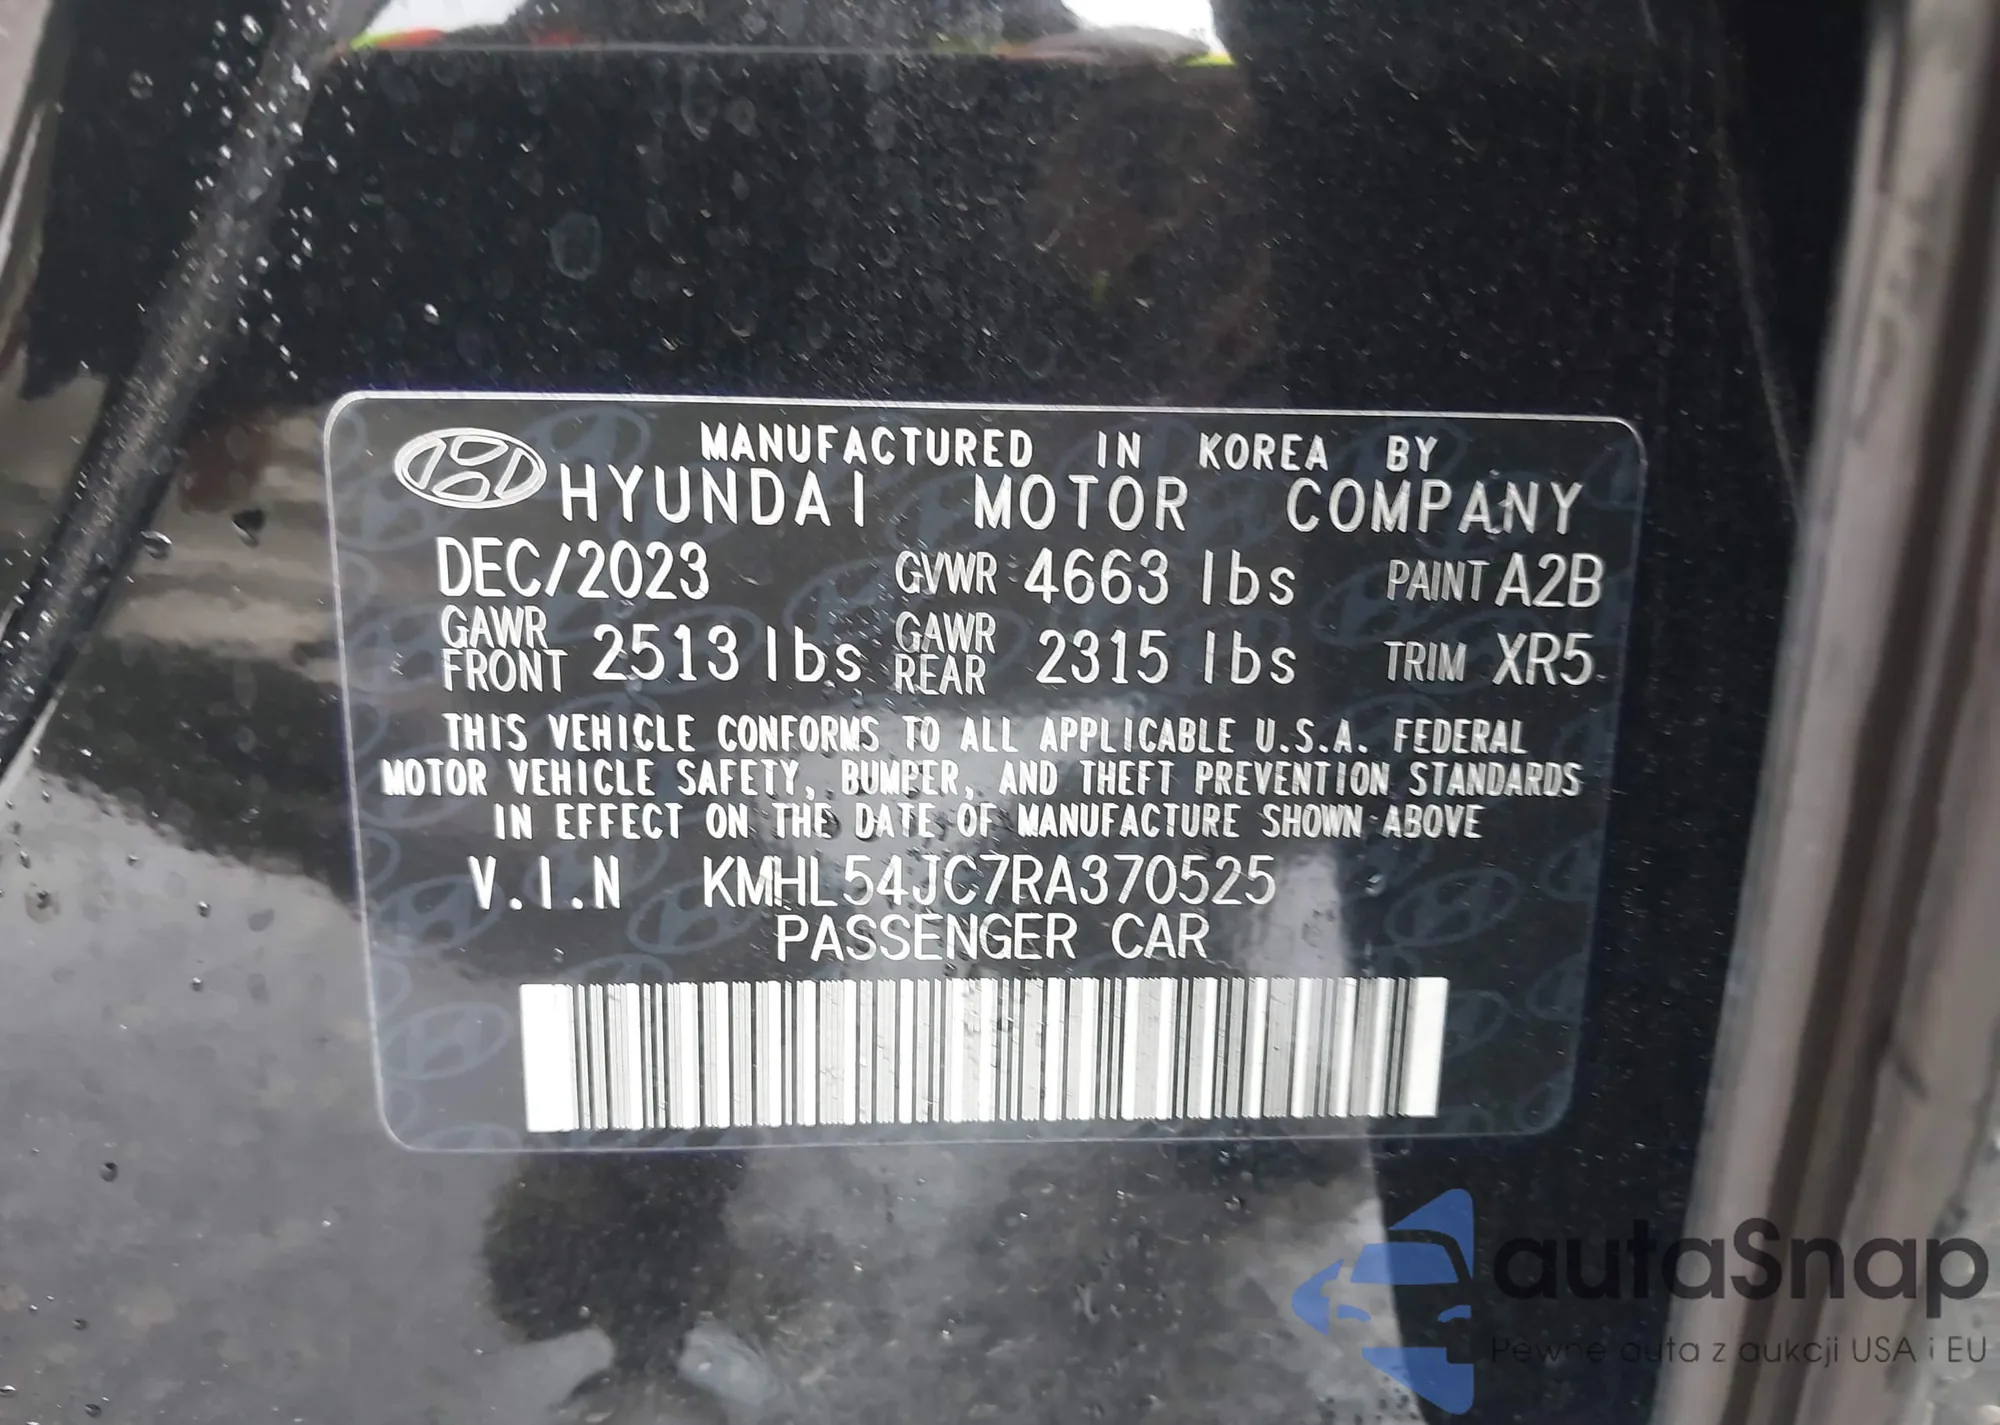 MANUFACTURED IN KOREA BY
HYUNDAI MOTOR COMPANY
DEC/2023 GVWR 4663 lbs PAINT A2B
GAWR FRONT 2513 lbs GAWR REAR 2315 lbs TRIM XR5
THIS VEHICLE CONFORMS TO ALL APPLICABLE U.S.A. FEDERAL
MOTOR VEHICLE SAFETY, BUMPER, AND THEFT PREVENTION STANDARDS
IN EFFECT ON THE DATE OF MANUFACTURE SHOWN ABOVE
V.I.N KMHL54JC7RA370525
PASSENGER CAR
autaSnap
Pewne auta z aukcji USA i EU